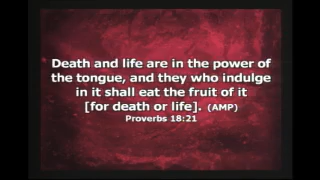 Death and life are in the power of
the tongue, and they who indulge
in it shall eat the fruit of it
[for death or life]. (AMP)
Proverbs 18:21